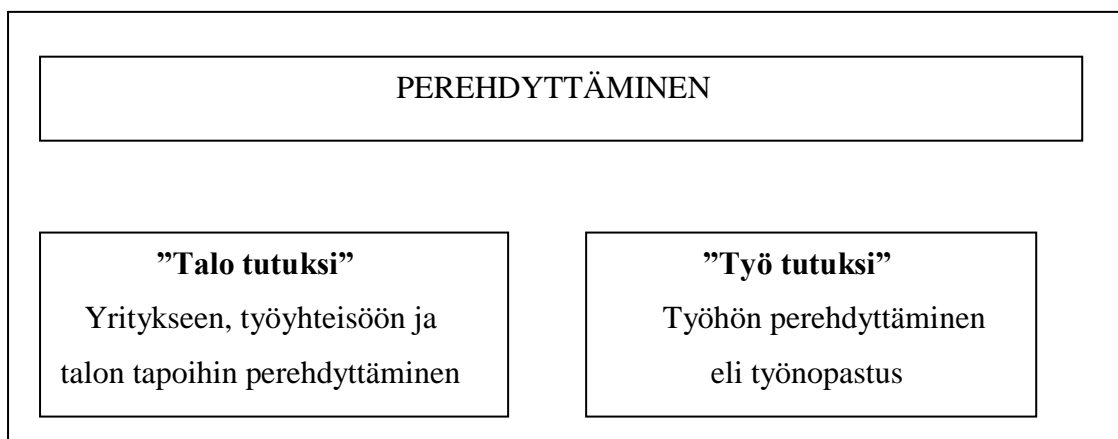 PEREHDYTTÄMINEN
”Talo tutuksi”
Yritykseen, työyhteisöön ja
talon tapoihin perehdyttäminen
”Työ tutuksi”
Työhön perehdyttäminen
eli työnopastus